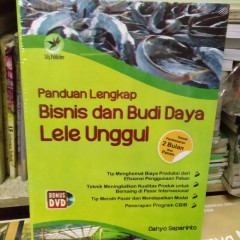 Lily Publisher
Panduan Lengkap
Bisnis dan Budi Daya
Lele Unggul
2 Bulan
Tip Menghemat Biaya Produksi dan
Efisiensi Penggunaan Pakan
Teknik Meningkatkan Kualitas Produk untuk
Bersaing di Pasar Internasional
Tip Meraih Pasar dan Mendapatkan Modal
Penerapan Program CBIB
BONUS
DVD
Cahyo Saparinto